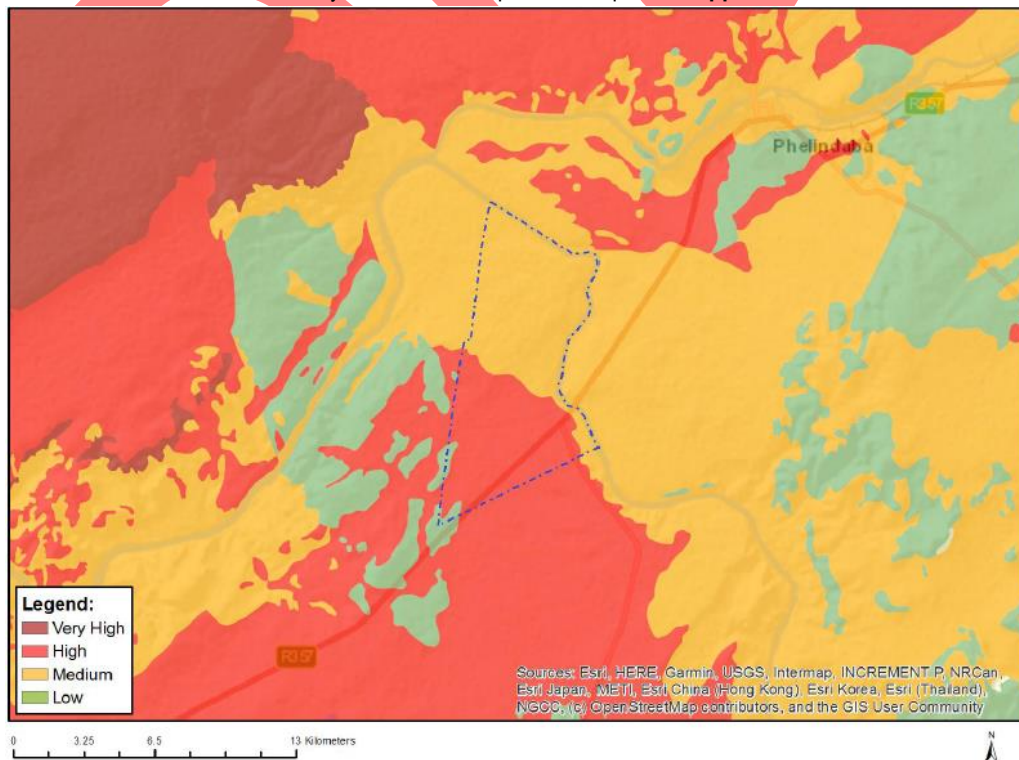 R357
Phelindaba
Legend:
Very High
High
Medium
Low
R357
Sources: Esri, HERE, Garmin, USGS, Intermap, INCREMENT P, NRCan,
Esri Japan, METI, Esri China (Hong Kong), Esri Korea, Esri (Thailand),
NGCC, (c) OpenStreetMap contributors, and the GIS User Community
0 3.25 6.5 13 Kilometers
N